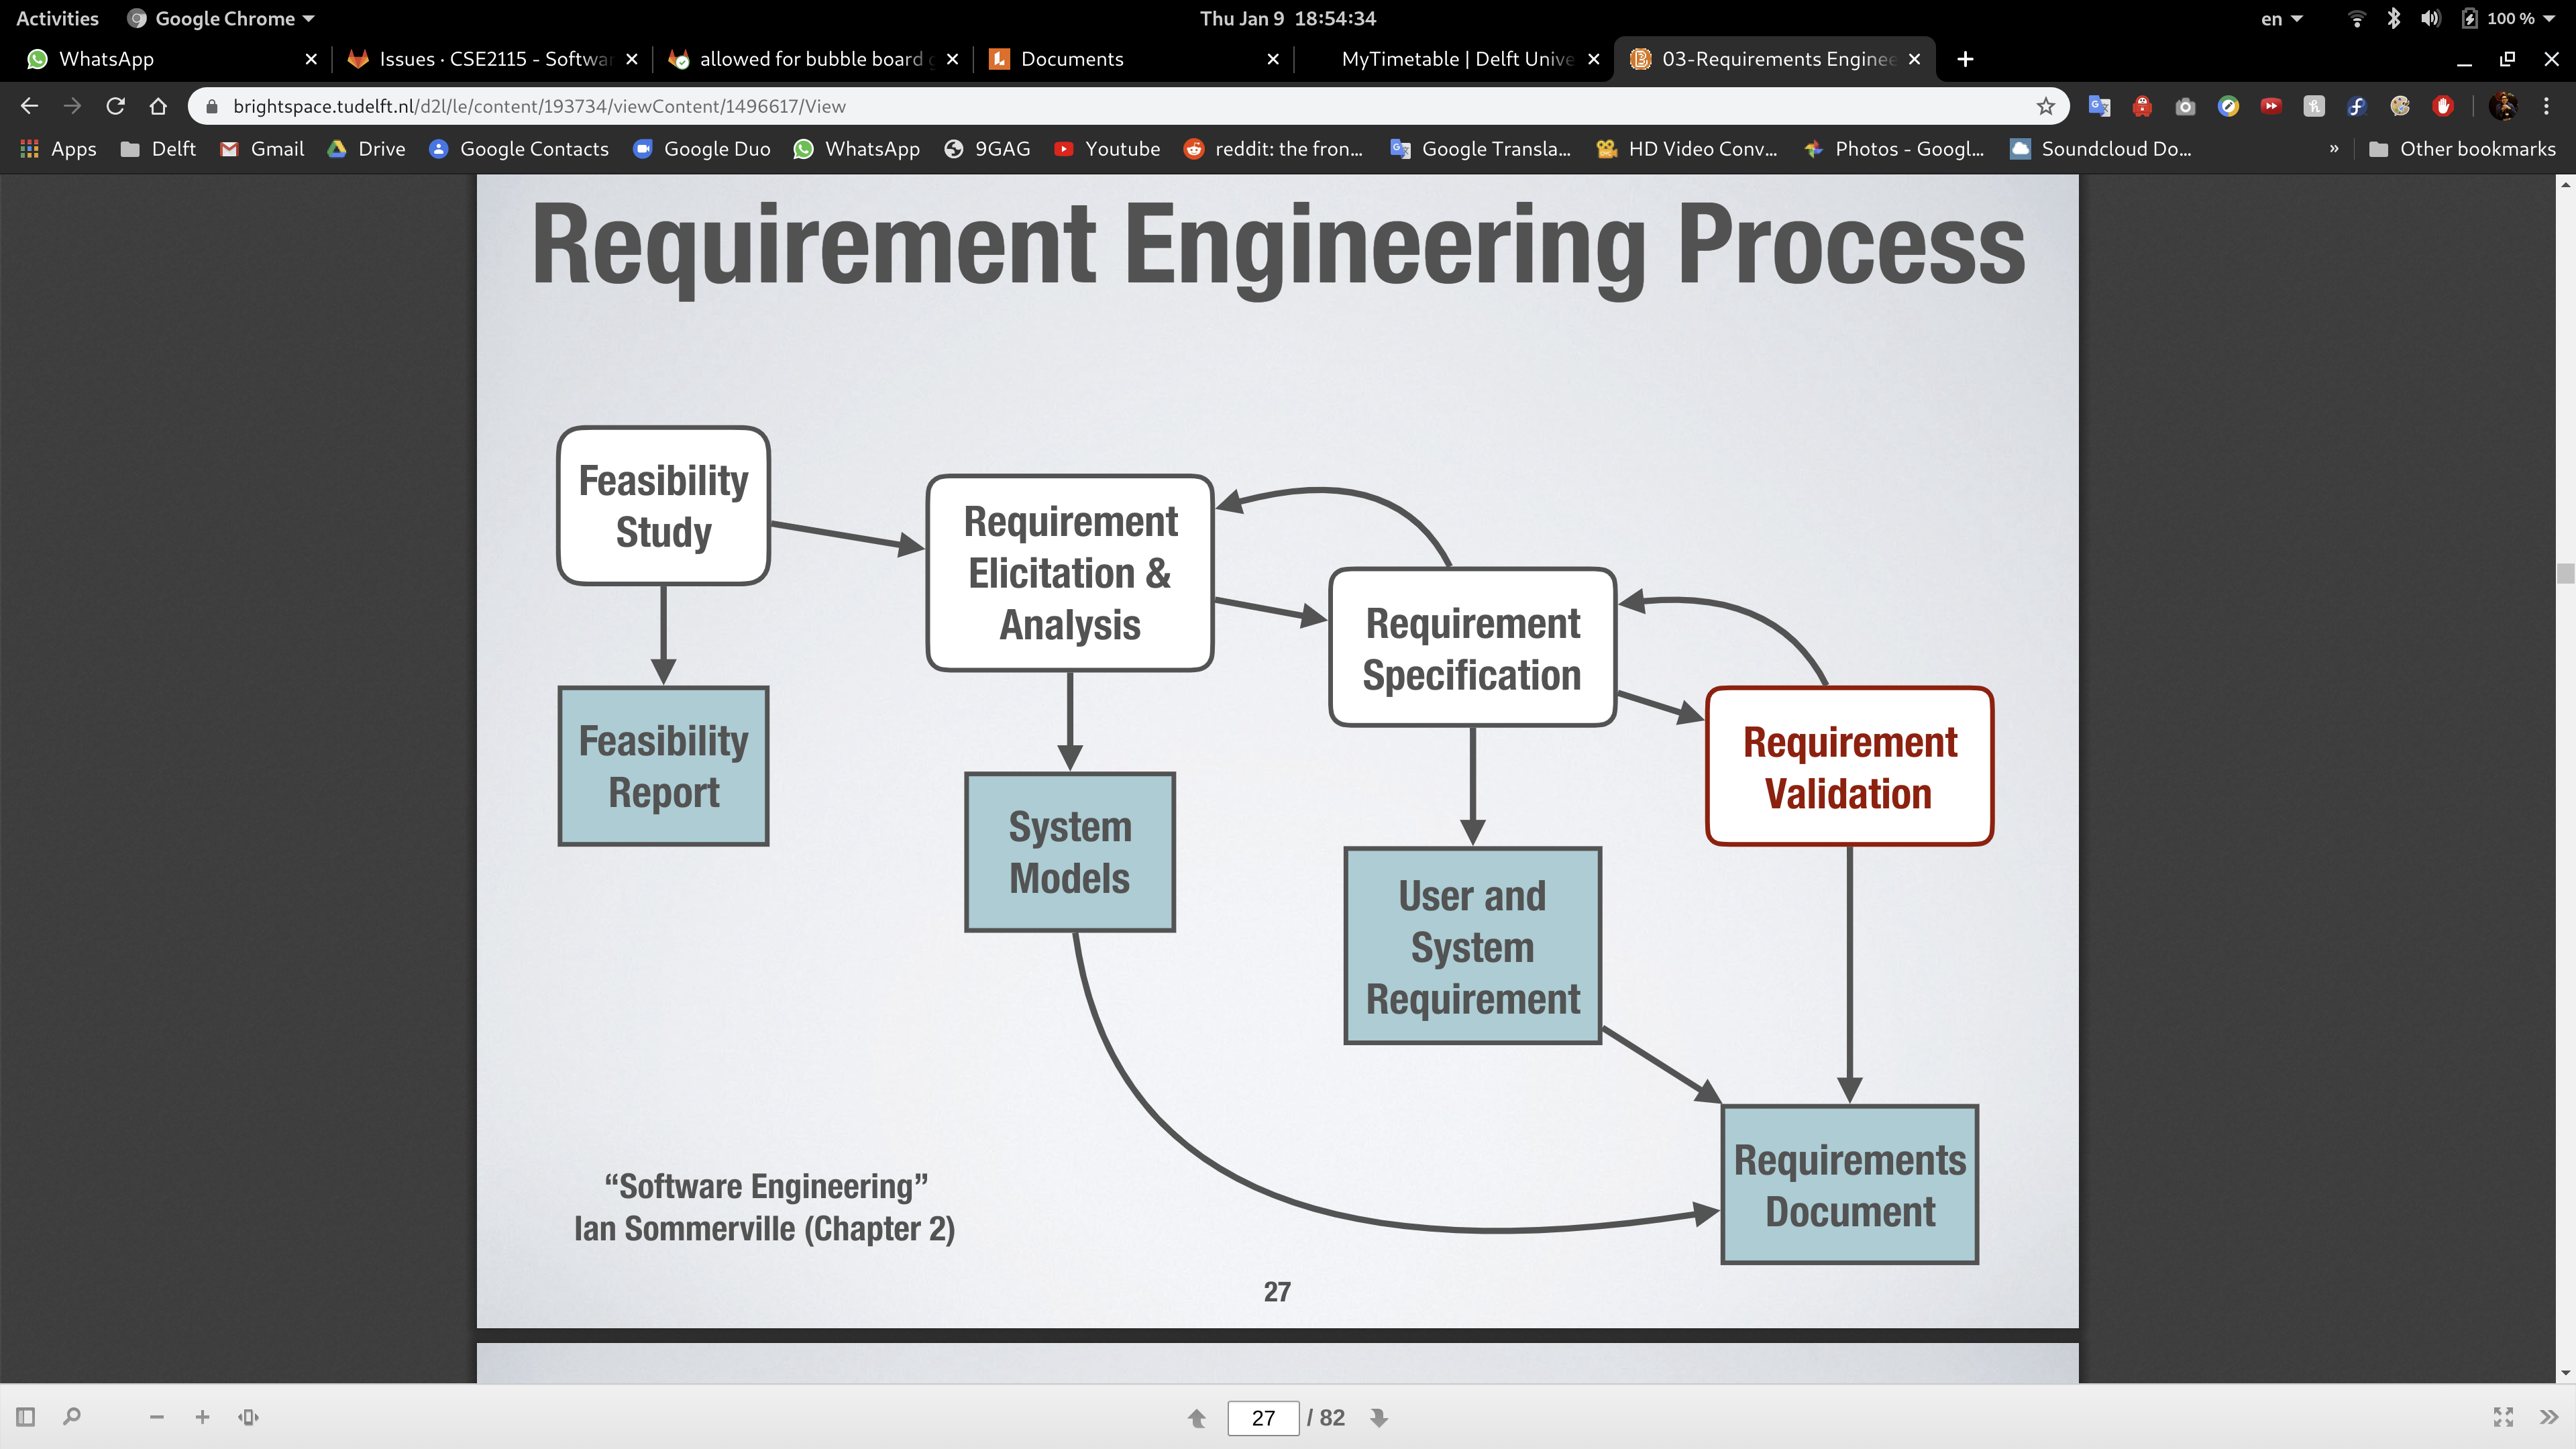 Activities
Google Chrome
Thu Jan 9 18:54:34
en
100 %
WhatsApp
Issues · CSE2115 - Softwar
allowed for bubble board g
Documents
MyTimetable | Delft Unive
03-Requirements Enginee
brightspace.tudelft.nl/d2l/le/content/193734/viewContent/1496617/View
Apps
Delft
Gmail
Drive
Google Contacts
Google Duo
WhatsApp
9GAG
Youtube
reddit: the fron...
Google Transla...
HD Video Conv...
Photos - Googl...
Soundcloud Do...
»
Other bookmarks
Requirement Engineering Process
Feasibility
Study
Requirement
Elicitation &
Analysis
Requirement
Specification
Requirement
Validation
Feasibility
Report
System
Models
User and
System
Requirement
Requirements
Document
“Software Engineering”
Ian Sommerville (Chapter 2)
27
27 / 82